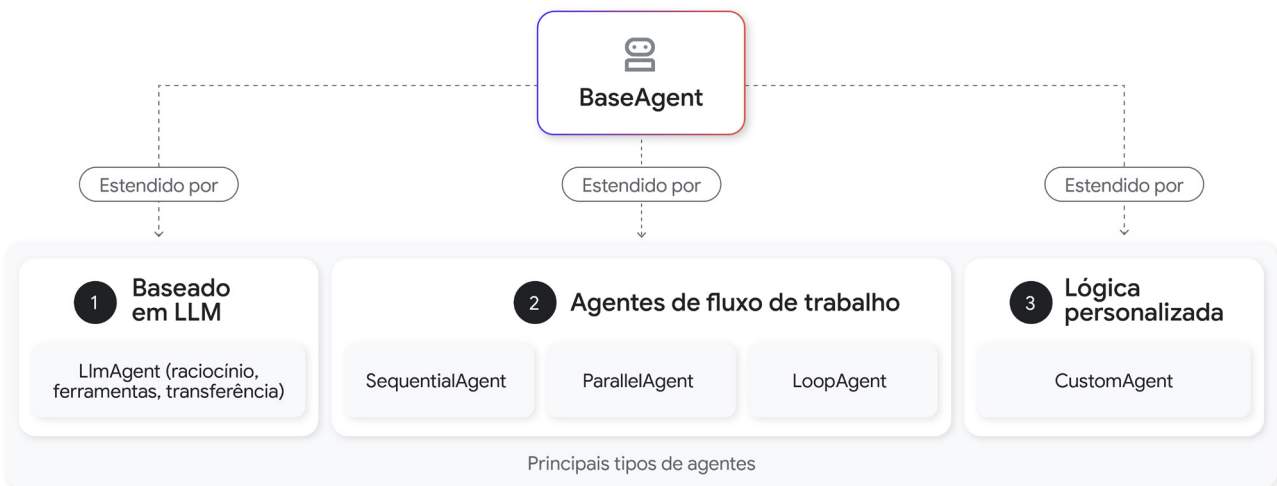 BaseAgent
Estendido por
Estendido por
Estendido por
1
Baseado
em LLM
LlmAgent (raciocínio,
ferramentas, transferência)
2
Agentes de fluxo de trabalho
SequentialAgent
ParallelAgent
LoopAgent
3
Lógica
personalizada
CustomAgent
Principais tipos de agentes